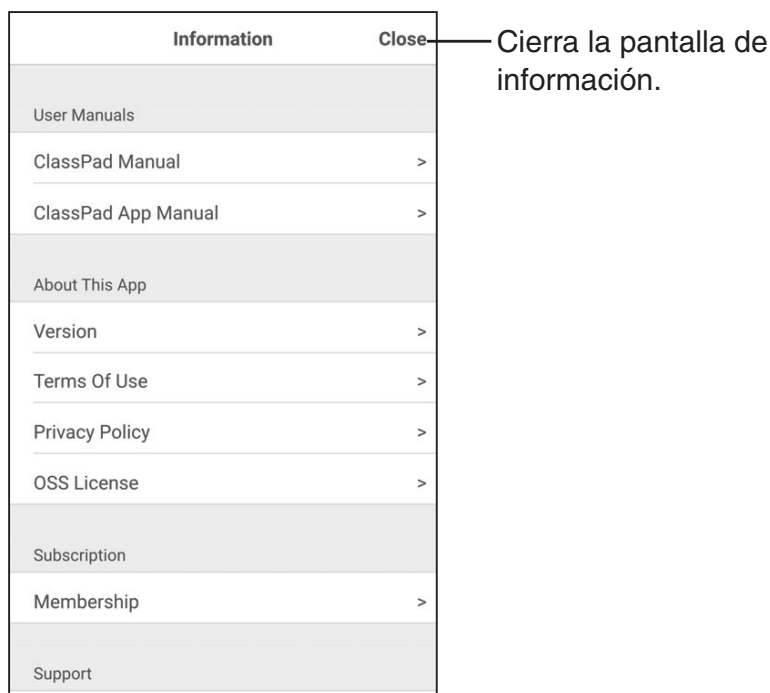 Information
Close
Cierra la pantalla de
información.
User Manuals
ClassPad Manual >
ClassPad App Manual >
About This App
Version >
Terms Of Use >
Privacy Policy >
OSS License >
Subscription
Membership >
Support